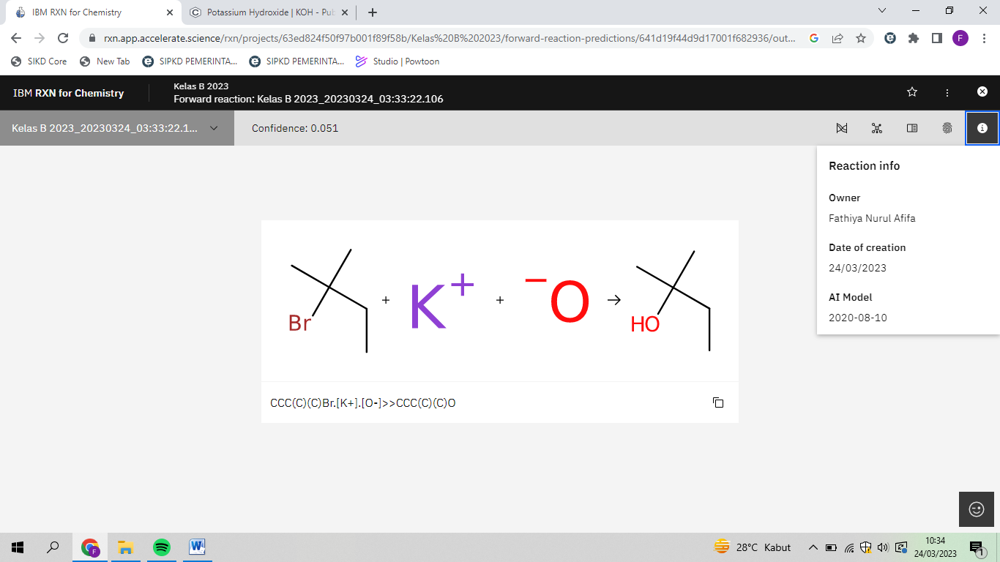 IBM RXN for Chemistry
Potassium Hydroxide | KOH - Pub
rxn.app.accelerate.science/rxn/projects/63ed824f50f97b001f89f58b/Kelas%20B%202023/forward-reaction-predictions/641d19f44d9d17001f682936/out...
SIKD Core
New Tab
SIPKD PEMERINTA...
SIPKD PEMERINTA...
Studio | Powtoon
IBM RXN for Chemistry
Kelas B 2023
Forward reaction: Kelas B 2023_20230324_03:33:22.106
Kelas B 2023_20230324_03:33:22.1...
Confidence: 0.051
Reaction info
Owner
Fathiya Nurul Afifa
Date of creation
24/03/2023
AI Model
2020-08-10
Br + K+ + −O → HO
CCC(C)(C)Br.[K+].[O-]>>CCC(C)(C)O
28°C Kabut
10:34
24/03/2023
1